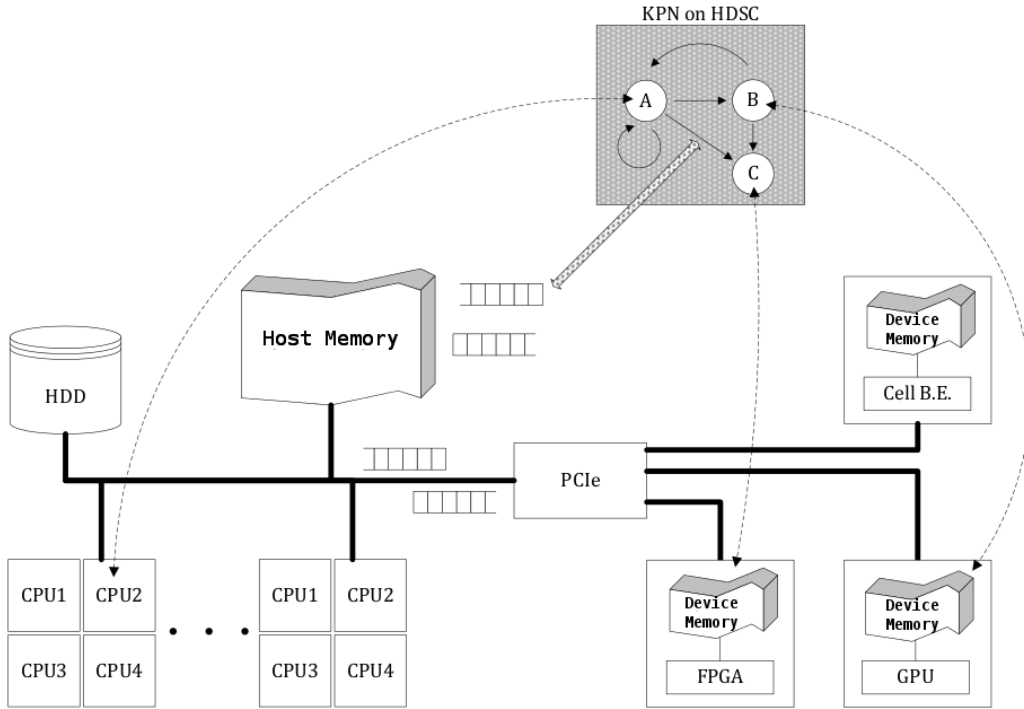 KPN on HDSC
A
B
C
Host Memory
HDD
Device
Memory
Cell B.E.
PCIe
CPU1
CPU2
CPU1
CPU2
CPU3
CPU4
CPU3
CPU4
Device
Memory
FPGA
Device
Memory
GPU